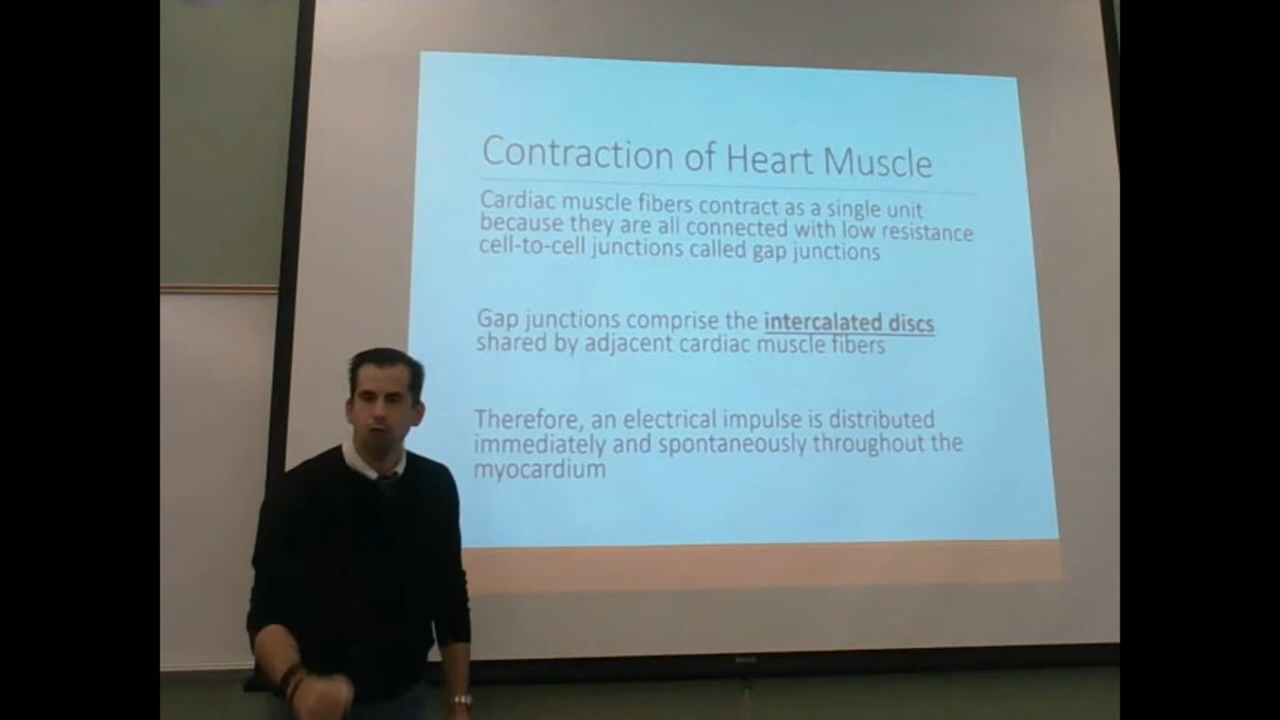 Contraction of Heart Muscle
Cardiac muscle fibers contract as a single unit
because they are all connected with low resistance
cell-to-cell junctions called gap junctions
Gap junctions comprise the intercalated discs
shared by adjacent cardiac muscle fibers
Therefore, an electrical impulse is distributed
immediately and spontaneously throughout the
myocardium